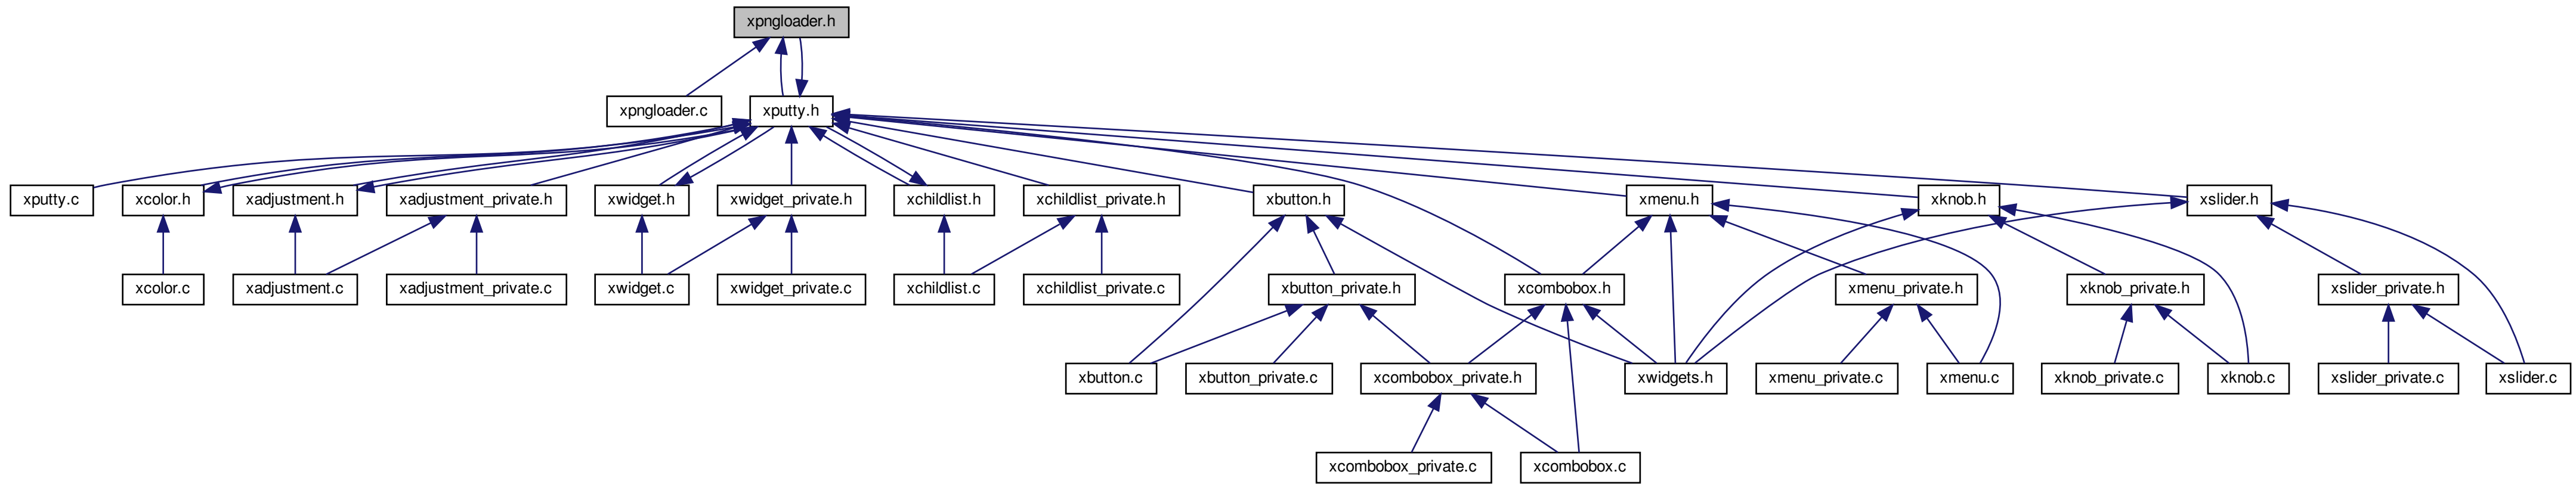 xpngloader.h
xpngloader.c
xputty.h
xputty.c
xcolor.h
xadjustment.h
xadjustment_private.h
xwidget.h
xwidget_private.h
xchildlist.h
xchildlist_private.h
xbutton.h
xmenu.h
xknob.h
xslider.h
xcolor.c
xadjustment.c
xadjustment_private.c
xwidget.c
xwidget_private.c
xchildlist.c
xchildlist_private.c
xbutton_private.h
xcombobox.h
xmenu_private.h
xknob_private.h
xslider_private.h
xbutton.c
xbutton_private.c
xcombobox_private.h
xwidgets.h
xmenu_private.c
xmenu.c
xknob_private.c
xknob.c
xslider_private.c
xslider.c
xcombobox_private.c
xcombobox.c